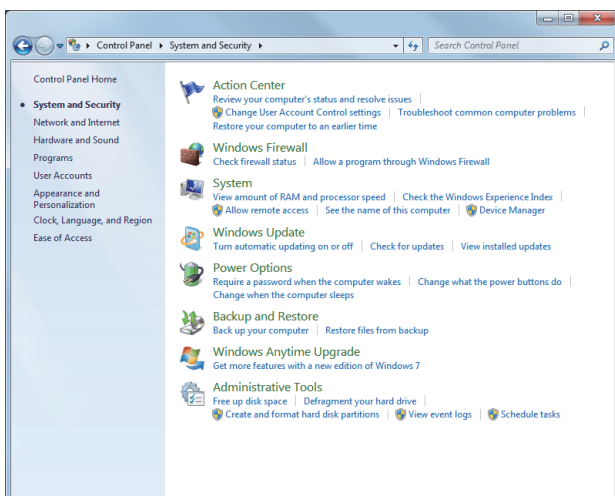 Control Panel
System and Security
Search Control Panel
Control Panel Home
System and Security
Network and Internet
Hardware and Sound
Programs
User Accounts
Appearance and
Personalization
Clock, Language, and Region
Ease of Access
Action Center
Review your computer's status and resolve issues
Change User Account Control settings
Troubleshoot common computer problems
Restore your computer to an earlier time
Windows Firewall
Check firewall status
Allow a program through Windows Firewall
System
View amount of RAM and processor speed
Check the Windows Experience Index
Allow remote access
See the name of this computer
Device Manager
Windows Update
Turn automatic updating on or off
Check for updates
View installed updates
Power Options
Require a password when the computer wakes
Change what the power buttons do
Change when the computer sleeps
Backup and Restore
Back up your computer
Restore files from backup
Windows Anytime Upgrade
Get more features with a new edition of Windows 7
Administrative Tools
Free up disk space
Defragment your hard drive
Create and format hard disk partitions
View event logs
Schedule tasks